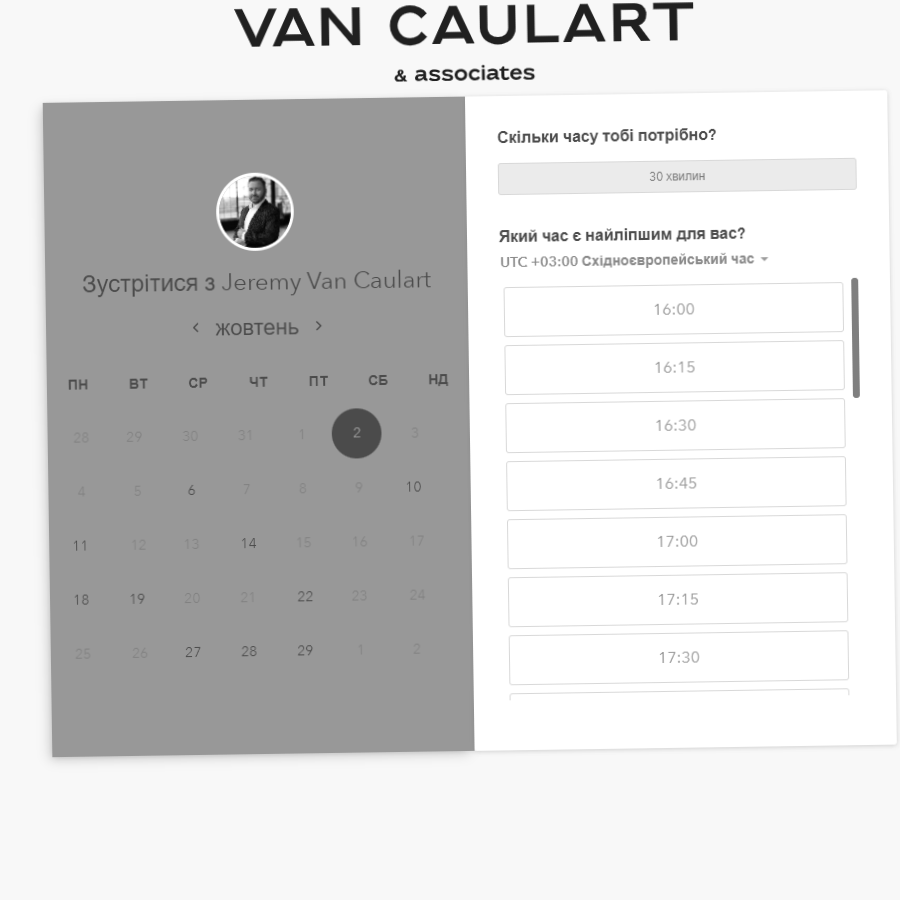 VAN CAULART
& associates
Зустрітися з Jeremy Van Caulart
‹ жовтень ›
ПН ВТ СР ЧТ ПТ СБ НД
28 29 30 31 1 2 3
4 5 6 7 8 9 10
11 12 13 14 15 16 17
18 19 20 21 22 23 24
25 26 27 28 29 1 2
Скільки часу тобі потрібно?
30 хвилин
Який час є найліпшим для вас?
UTC +03:00 Східноєвропейський час
16:00
16:15
16:30
16:45
17:00
17:15
17:30